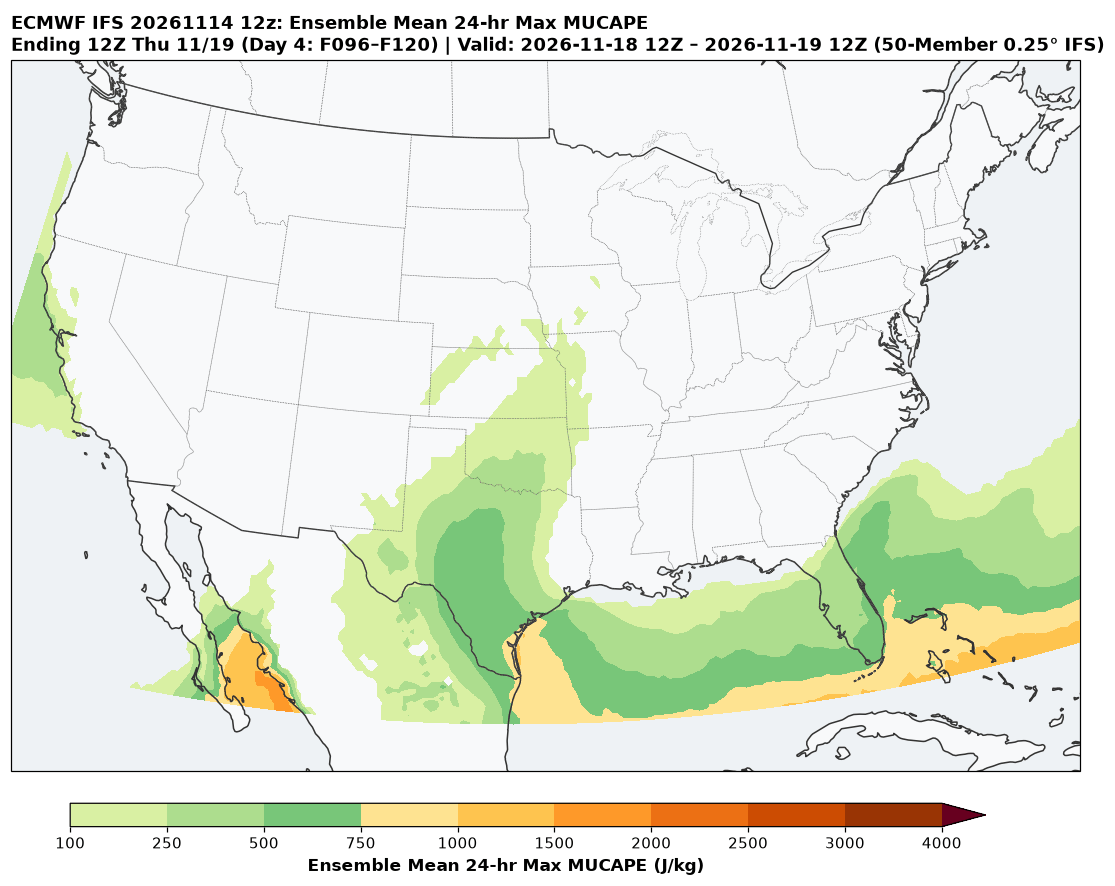 ECMWF IFS 20261114 12z: Ensemble Mean 24-hr Max MUCAPE
Ending 12Z Thu 11/19 (Day 4: F096–F120) | Valid: 2026-11-18 12Z – 2026-11-19 12Z (50-Member 0.25° IFS)
100 250 500 750 1000 1500 2000 2500 3000 4000
Ensemble Mean 24-hr Max MUCAPE (J/kg)